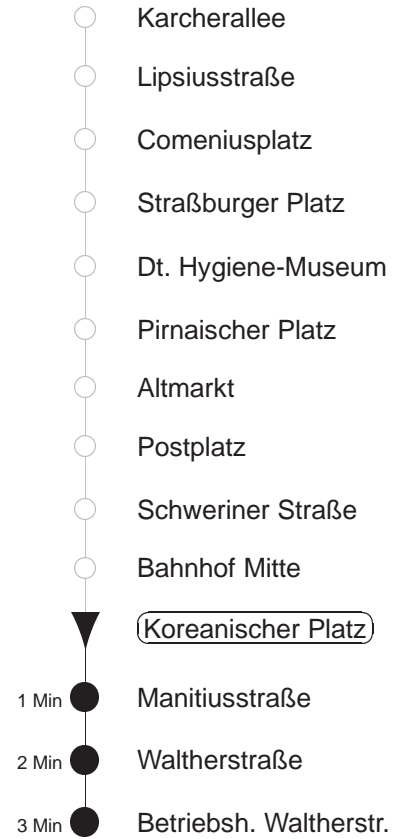 Karcherallee
Lipsiusstraße
Comeniusplatz
Straßburger Platz
Dt. Hygiene-Museum
Pirnaischer Platz
Altmarkt
Postplatz
Schweriner Straße
Bahnhof Mitte
Koreanischer Platz
1 Min Manitiusstraße
2 Min Waltherstraße
3 Min Betriebsh. Waltherstr.